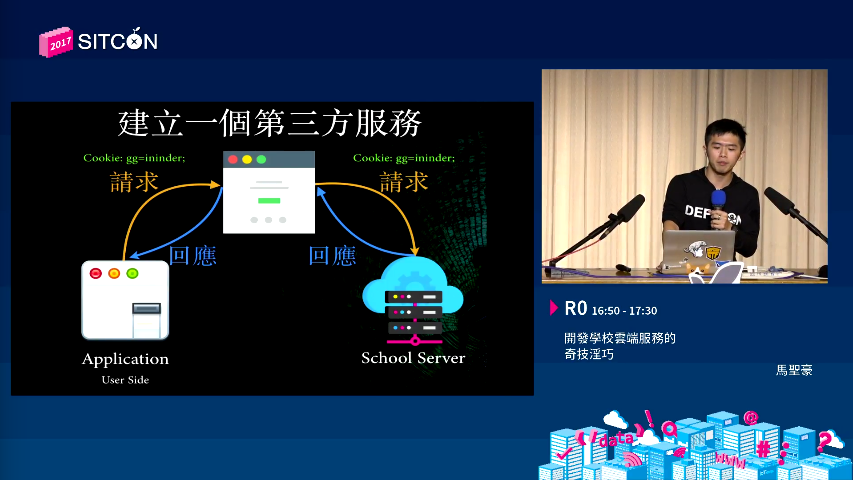 2017 SITCON
建立一個第三方服務
Cookie: gg=ininder;
Cookie: gg=ininder;
請求
請求
回應
回應
Application
User Side
School Server
R0 16:50 - 17:30
開發學校雲端服務的
奇技淫巧
馬聖豪
data
www